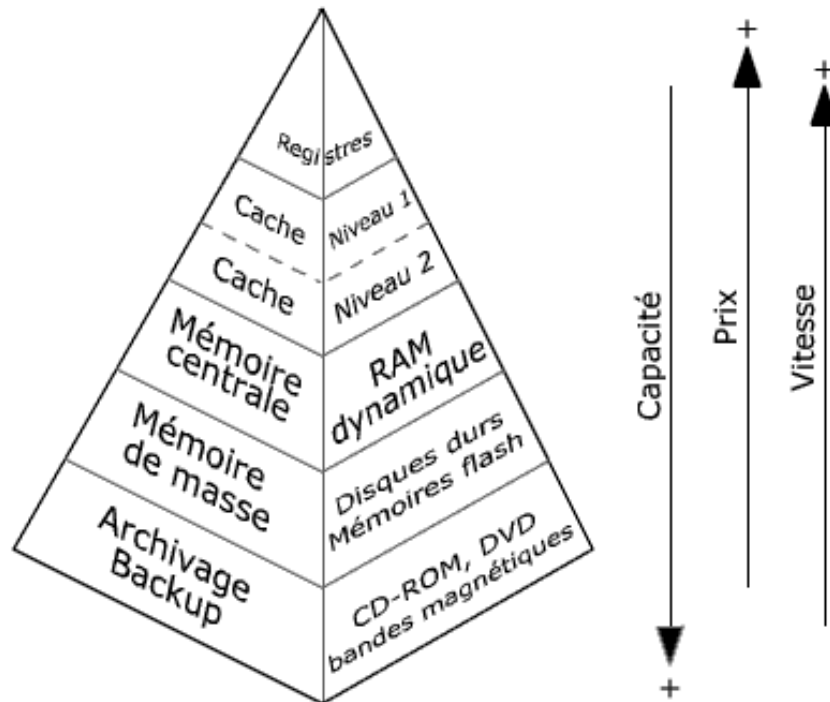 Registres
Cache
Niveau 1
Cache
Niveau 2
Mémoire
centrale
RAM
dynamique
Mémoire
de masse
Disques durs
Mémoires flash
Archivage
Backup
CD-ROM, DVD
bandes magnétiques
Capacité
+
Prix
+
Vitesse
+